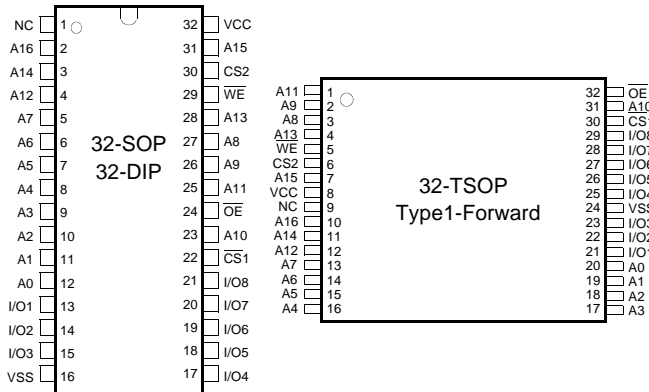 NC 1 32 VCC
A16 2 31 A15
A14 3 30 CS2
A12 4 29 W̅E̅
A7 5 28 A13
A6 6 27 A8
A5 7 26 A9
A4 8 25 A11
A3 9 24 O̅E̅
A2 10 23 A10
A1 11 22 C̅S̅1
A0 12 21 I/O8
I/O1 13 20 I/O7
I/O2 14 19 I/O6
I/O3 15 18 I/O5
VSS 16 17 I/O4
32-SOP
32-DIP
A11 1 32 O̅E̅
A9 2 31 A10
A8 3 30 C̅S̅1
A13 4 29 I/O8
W̅E̅ 5 28 I/O7
CS2 6 27 I/O6
A15 7 26 I/O5
VCC 8 25 I/O4
NC 9 24 VSS
A16 10 23 I/O3
A14 11 22 I/O2
A12 12 21 I/O1
A7 13 20 A0
A6 14 19 A1
A5 15 18 A2
A4 16 17 A3
32-TSOP
Type1-Forward